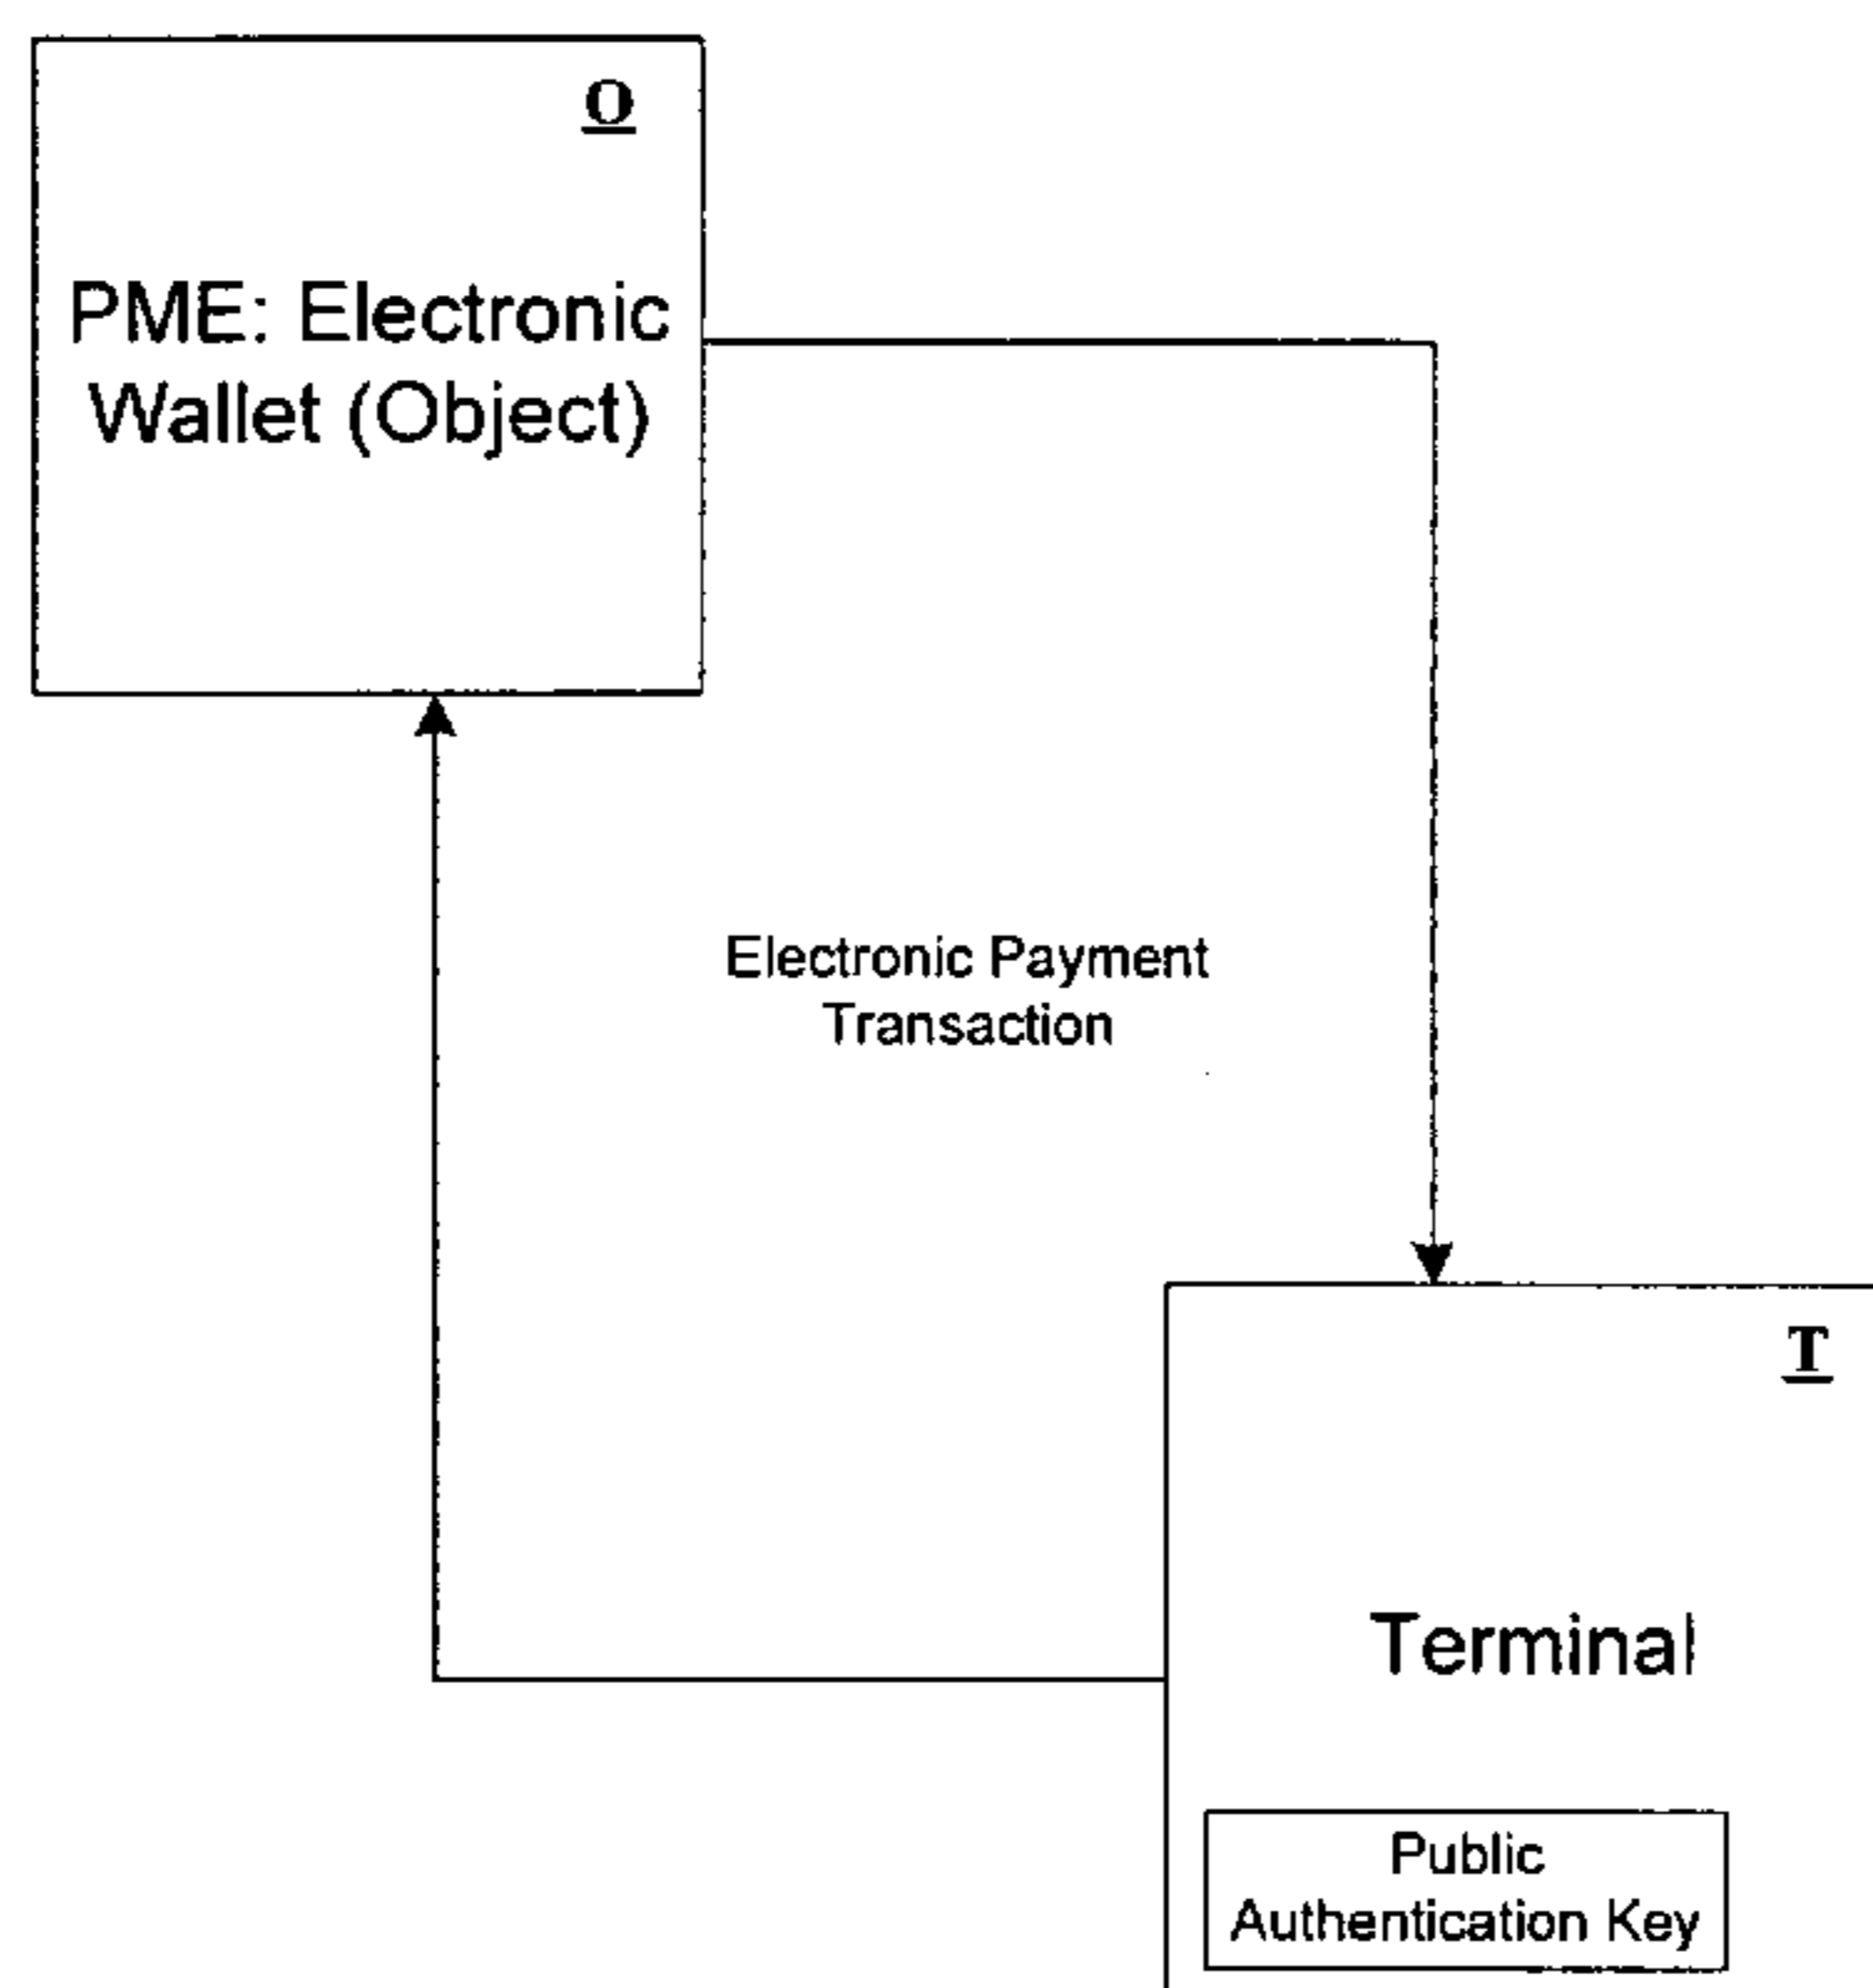 O
PME: Electronic
Wallet (Object)
Electronic Payment
Transaction
T
Terminal
Public
Authentication Key